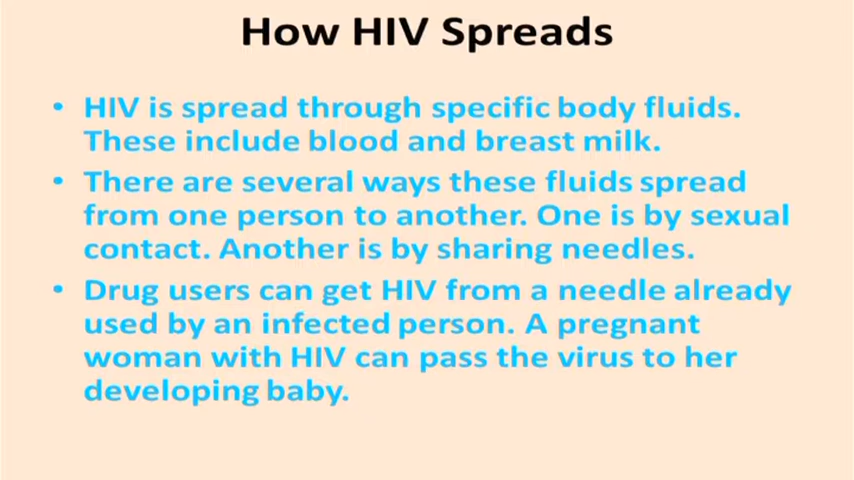 How HIV Spreads
• HIV is spread through specific body fluids.
These include blood and breast milk.
• There are several ways these fluids spread
from one person to another. One is by sexual
contact. Another is by sharing needles.
• Drug users can get HIV from a needle already
used by an infected person. A pregnant
woman with HIV can pass the virus to her
developing baby.